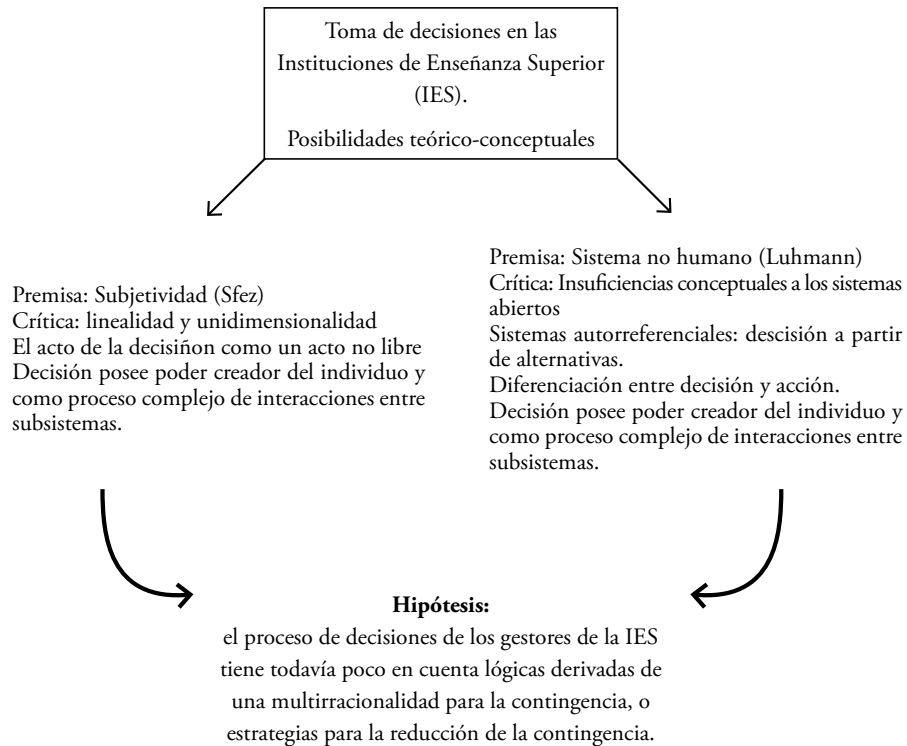 Toma de decisiones en las
Instituciones de Enseñanza Superior
(IES).
Posibilidades teórico-conceptuales
Premisa: Subjetividad (Sfez)
Crítica: linealidad y unidimensionalidad
El acto de la decisiñon como un acto no libre
Decisión posee poder creador del individuo y
como proceso complejo de interacciones entre
subsistemas.
Premisa: Sistema no humano (Luhmann)
Crítica: Insuficiencias conceptuales a los sistemas
abiertos
Sistemas autorreferenciales: descisión a partir
de alternativas.
Diferenciación entre decisión y acción.
Decisión posee poder creador del individuo y
como proceso complejo de interacciones entre
subsistemas.
Hipótesis:
el proceso de decisiones de los gestores de la IES
tiene todavía poco en cuenta lógicas derivadas de
una multirracionalidad para la contingencia, o
estrategias para la reducción de la contingencia.